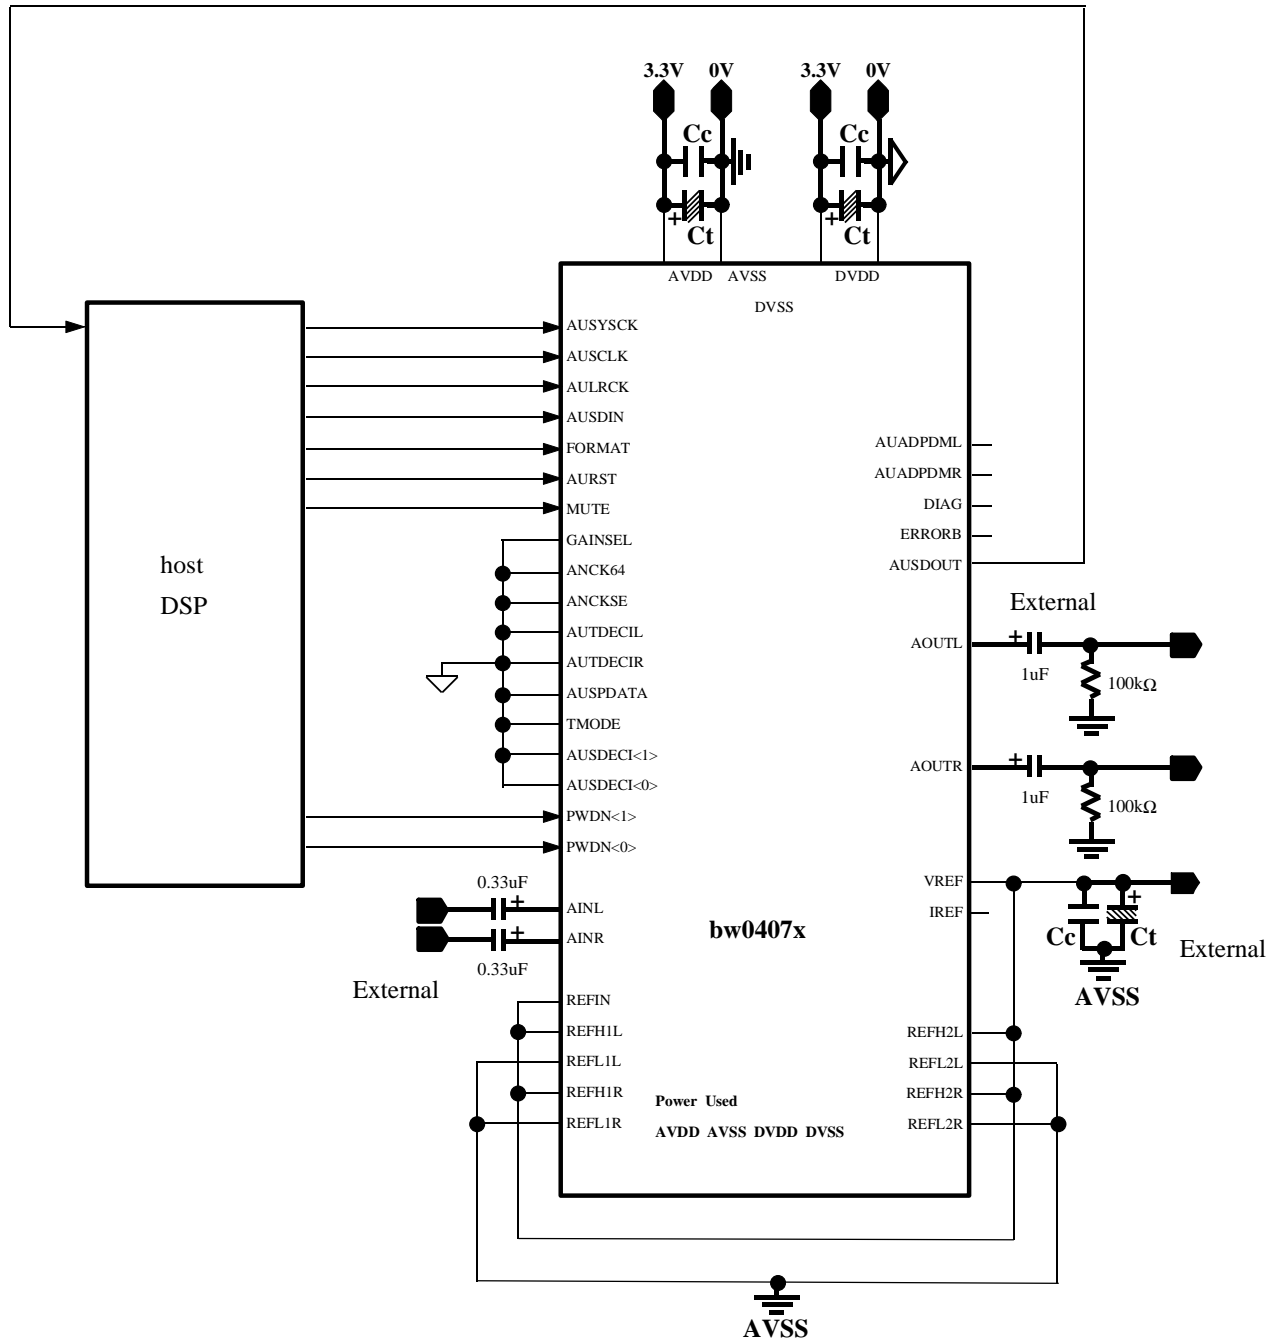 3.3V 0V 3.3V 0V
Cc Cc
+ Ct + Ct
AVDD AVSS DVDD
DVSS
AUSYSCK
AUSCLK
AULRCK
AUSDIN
FORMAT
AURST
MUTE
GAINSEL
ANCK64
ANCKSE
AUTDECIL
AUTDECIR
AUSPDATA
TMODE
AUSDECI<1>
AUSDECI<0>
PWDN<1>
PWDN<0>
host
DSP
0.33uF
+
AINL
+
AINR
0.33uF
External
REFIN
REFH1L
REFL1L
REFH1R
REFL1R
bw0407x
Power Used
AVDD AVSS DVDD DVSS
AUADPDML
AUADPDMR
DIAG
ERRORB
AUSDOUT
External
AOUTL
+
1uF
100kΩ
AOUTR
+
1uF
100kΩ
VREF
IREF
+
Cc Ct
External
AVSS
REFH2L
REFL2L
REFH2R
REFL2R
AVSS